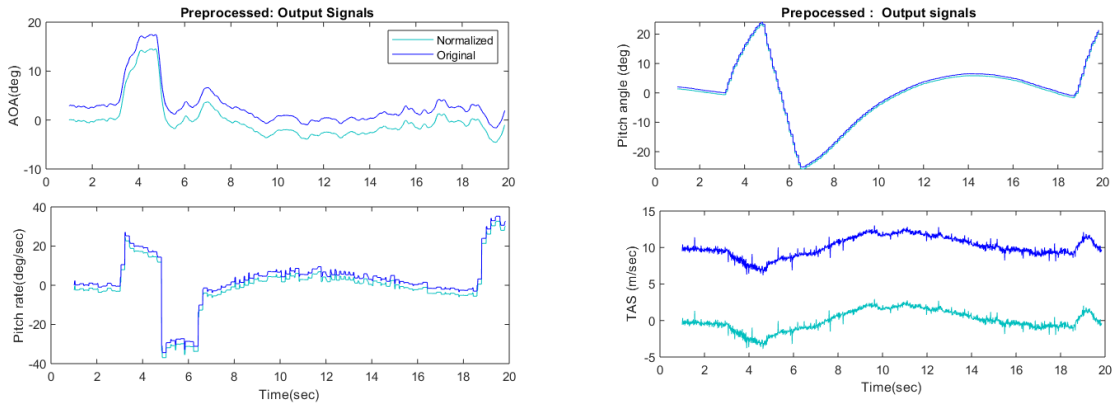 Preprocessed: Output Signals
AOA(deg)
20
10
0
-10
Normalized
Original
0 2 4 6 8 10 12 14 16 18 20
Pitch rate(deg/sec)
40
20
0
-20
-40
0 2 4 6 8 10 12 14 16 18 20
Time(sec)
Prepocessed : Output signals
Pitch angle (deg)
20
0
-20
0 2 4 6 8 10 12 14 16 18 20
TAS (m/sec)
15
10
5
0
-5
0 2 4 6 8 10 12 14 16 18 20
Time(sec)